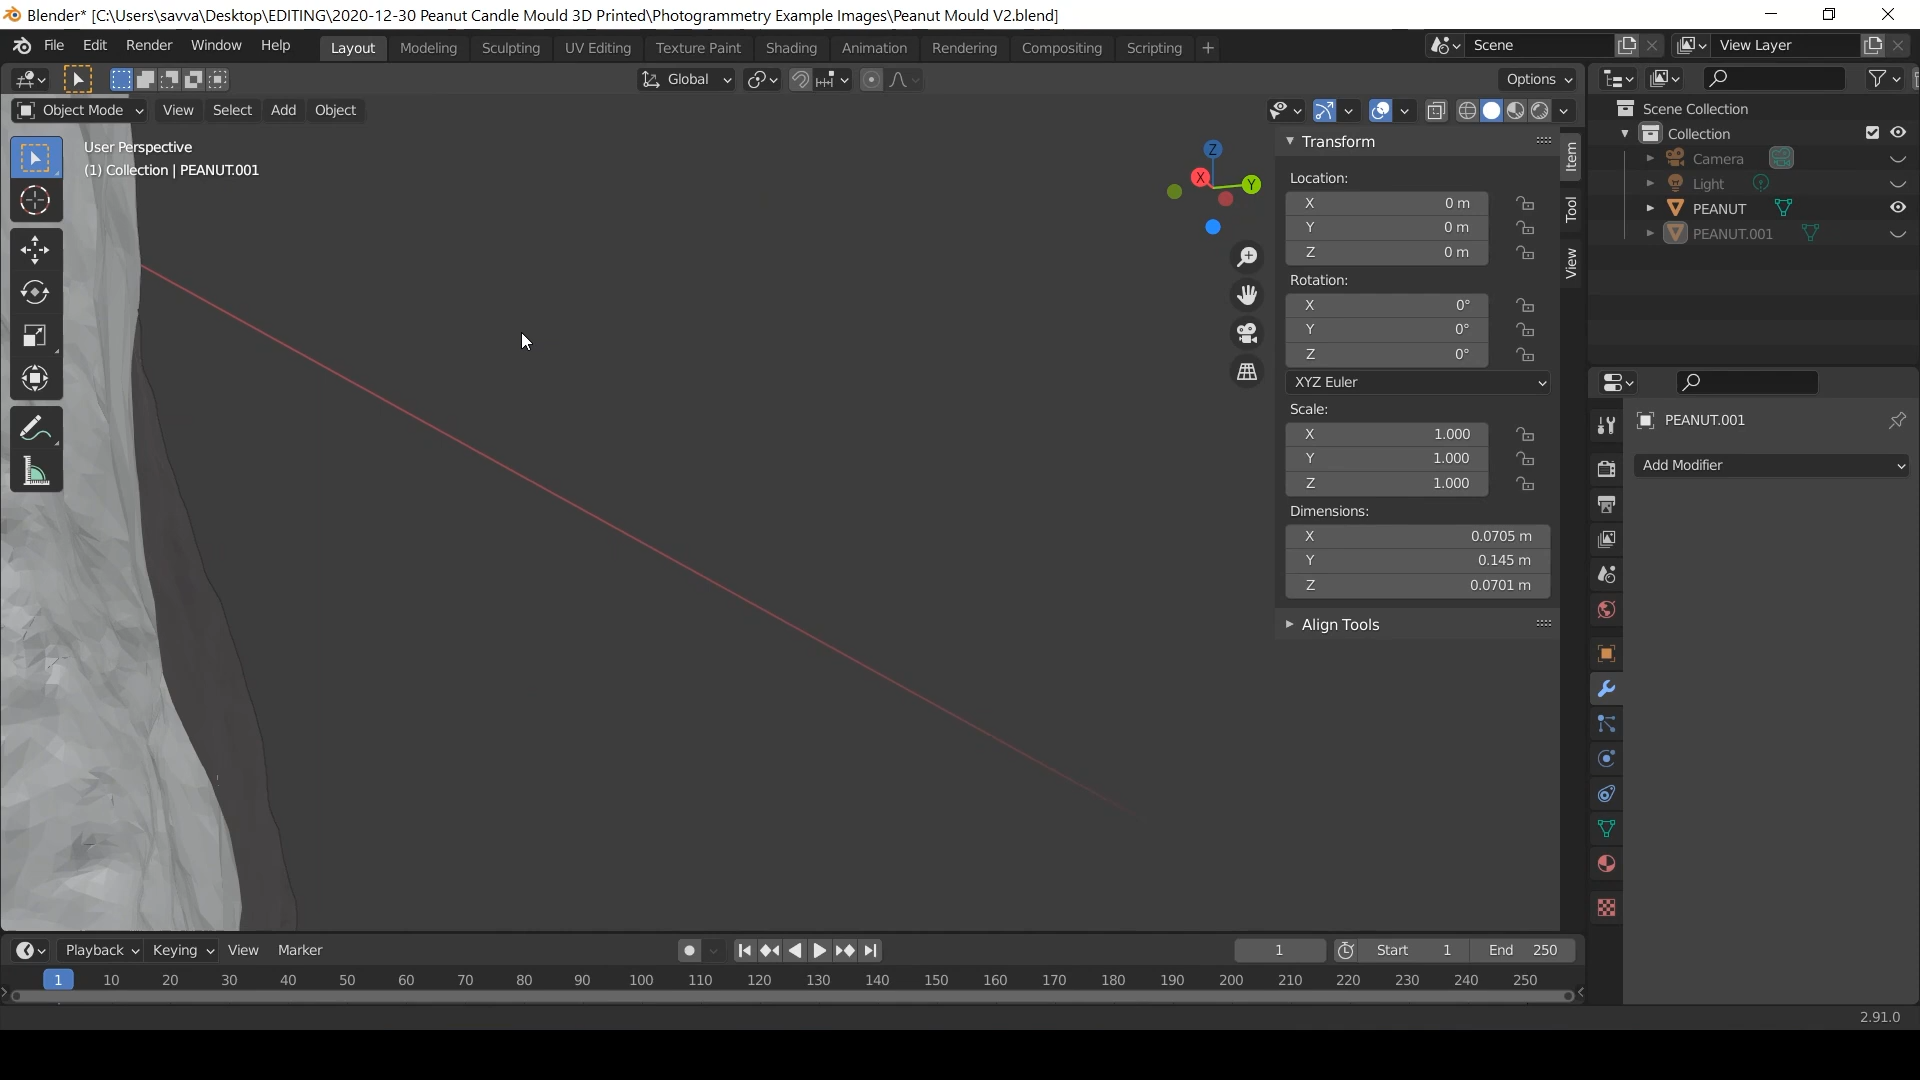 Blender* [C:\Users\savva\Desktop\EDITING\2020-12-30 Peanut Candle Mould 3D Printed\Photogrammetry Example Images\Peanut Mould V2.blend]
File Edit Render Window Help Layout Modeling Sculpting UV Editing Texture Paint Shading Animation Rendering Compositing Scripting + Scene View Layer
Global Options
Object Mode View Select Add Object
User Perspective
(1) Collection | PEANUT.001
Z
X
Y
Transform
Location:
X 0 m
Y 0 m
Z 0 m
Rotation:
X 0°
Y 0°
Z 0°
XYZ Euler
Scale:
X 1.000
Y 1.000
Z 1.000
Dimensions:
X 0.0705 m
Y 0.145 m
Z 0.0701 m
Align Tools
Item
Tool
View
Scene Collection
Collection
Camera
Light
PEANUT
PEANUT.001
PEANUT.001
Add Modifier
Playback Keying View Marker 1 Start 1 End 250
1 10 20 30 40 50 60 70 80 90 100 110 120 130 140 150 160 170 180 190 200 210 220 230 240 250
2.91.0